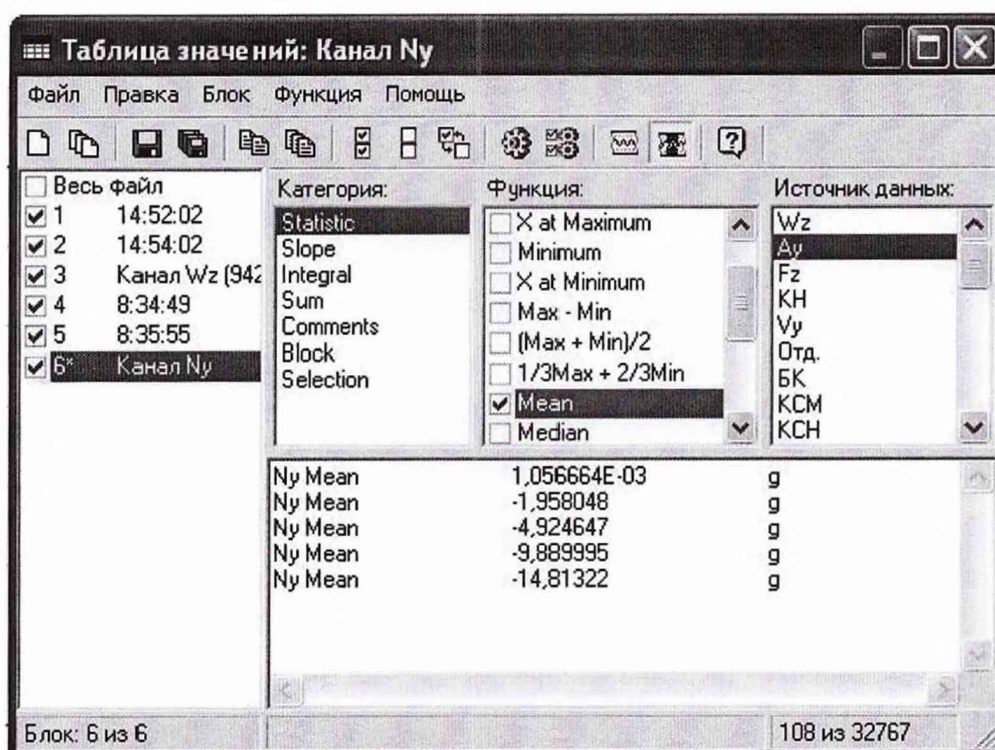 Таблица значений: Канал Ny
Файл Правка Блок Функция Помощь
Весь файл
1 14:52:02
2 14:54:02
3 Канал Wz (942
4 8:34:49
5 8:35:55
6* Канал Ny
Категория:
Statistic
Slope
Integral
Sum
Comments
Block
Selection
Функция:
X at Maximum
Minimum
X at Minimum
Max - Min
(Max + Min)/2
1/3Max + 2/3Min
Mean
Median
Источник данных:
Wz
Ay
Fz
КН
Vy
Отд.
БК
КСМ
КСН
Ny Mean 1,056664E-03 g
Ny Mean -1,958048 g
Ny Mean -4,924647 g
Ny Mean -9,889995 g
Ny Mean -14,81322 g
Блок: 6 из 6
108 из 32767